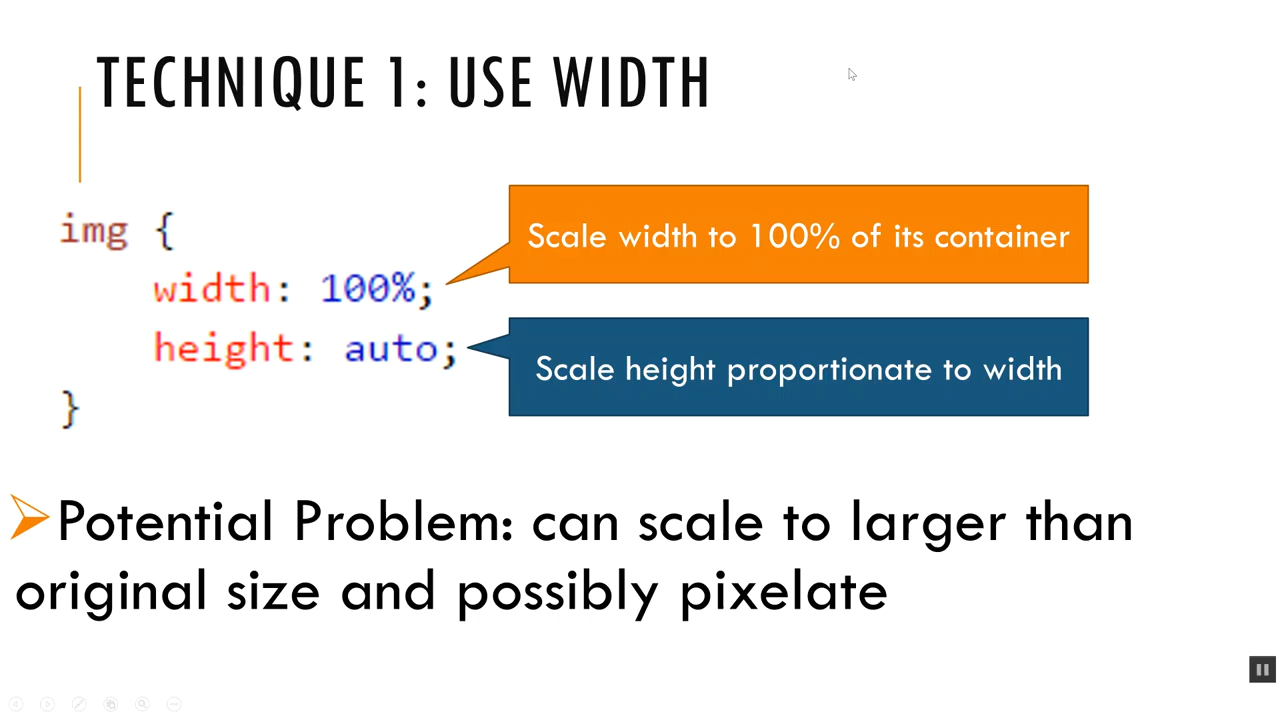 TECHNIQUE 1: USE WIDTH
img {
width: 100%;
height: auto;
}
Scale width to 100% of its container
Scale height proportionate to width
Potential Problem: can scale to larger than
original size and possibly pixelate